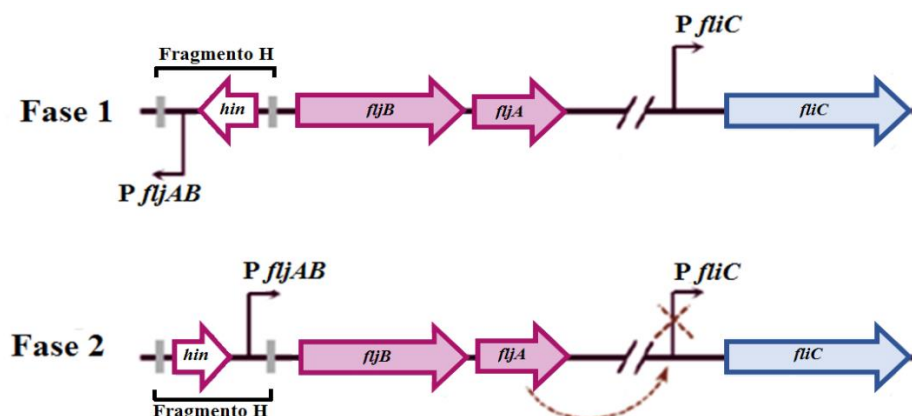 P fliC
Fragmento H
Fase 1
hin
fljB
fljA
fliC
P fljAB
P fljAB
P fliC
Fase 2
hin
fljB
fljA
fliC
Fragmento H